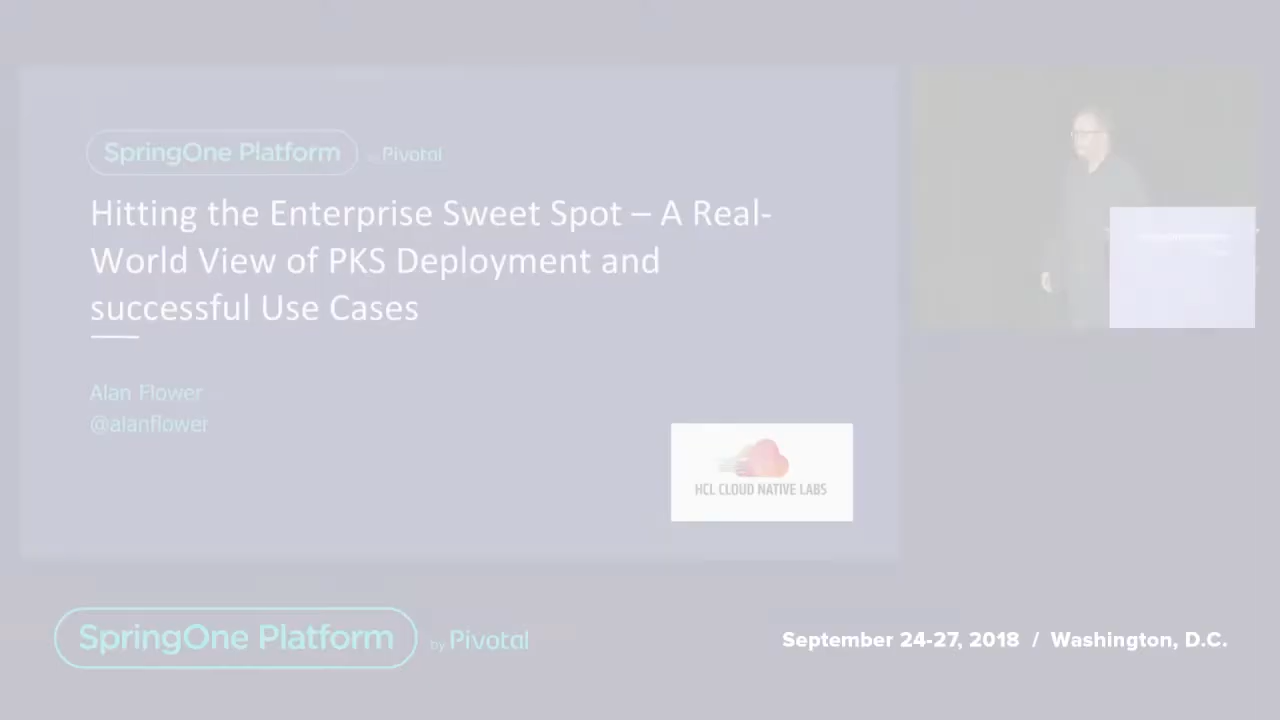 SpringOne Platform by Pivotal
Hitting the Enterprise Sweet Spot – A Real-
World View of PKS Deployment and
successful Use Cases
Alan Flower
@alanflower
HCL CLOUD NATIVE LABS
SpringOne Platform by Pivotal
September 24-27, 2018 / Washington, D.C.